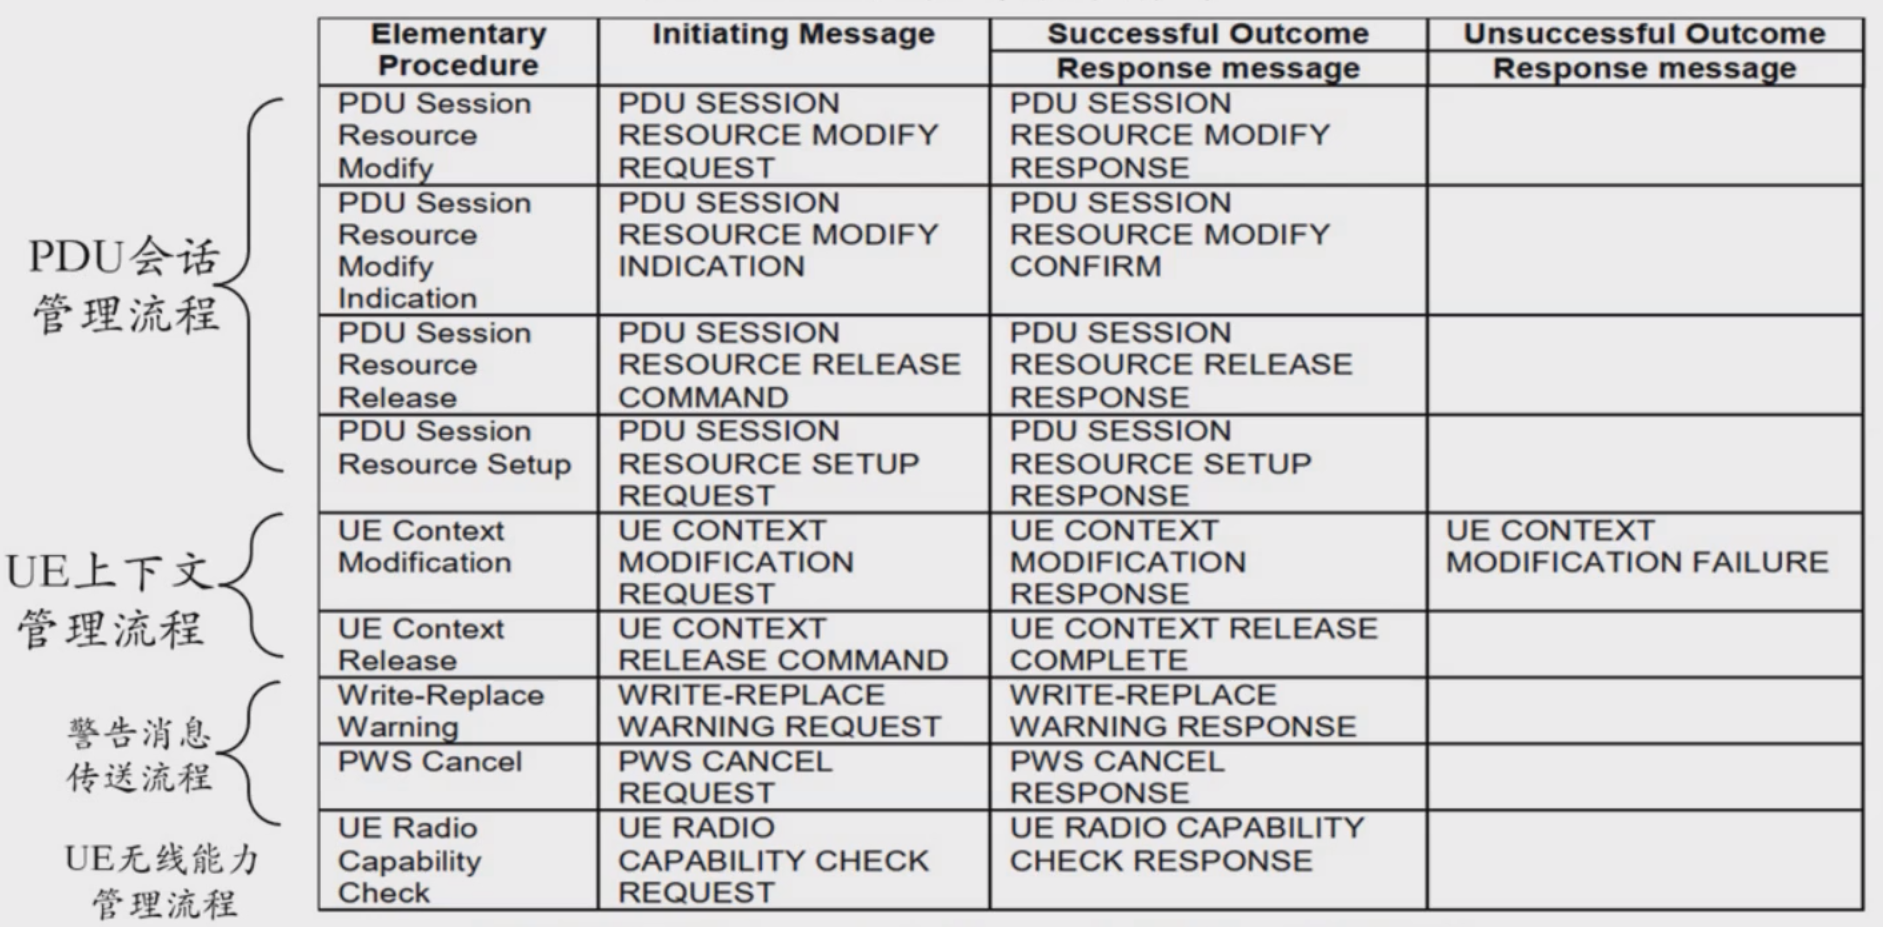 Elementary
Procedure
Initiating Message
Successful Outcome
Response message
Unsuccessful Outcome
Response message
PDU会话
管理流程
PDU Session
Resource
Modify
PDU SESSION
RESOURCE MODIFY
REQUEST
PDU SESSION
RESOURCE MODIFY
RESPONSE
PDU Session
Resource
Modify
Indication
PDU SESSION
RESOURCE MODIFY
INDICATION
PDU SESSION
RESOURCE MODIFY
CONFIRM
PDU Session
Resource
Release
PDU SESSION
RESOURCE RELEASE
COMMAND
PDU SESSION
RESOURCE RELEASE
RESPONSE
PDU Session
Resource Setup
PDU SESSION
RESOURCE SETUP
REQUEST
PDU SESSION
RESOURCE SETUP
RESPONSE
UE上下文
管理流程
UE Context
Modification
UE CONTEXT
MODIFICATION
REQUEST
UE CONTEXT
MODIFICATION
RESPONSE
UE CONTEXT
MODIFICATION FAILURE
UE Context
Release
UE CONTEXT
RELEASE COMMAND
UE CONTEXT RELEASE
COMPLETE
警告消息
传送流程
Write-Replace
Warning
WRITE-REPLACE
WARNING REQUEST
WRITE-REPLACE
WARNING RESPONSE
PWS Cancel
PWS CANCEL
REQUEST
PWS CANCEL
RESPONSE
UE无线能力
管理流程
UE Radio
Capability
Check
UE RADIO
CAPABILITY CHECK
REQUEST
UE RADIO CAPABILITY
CHECK RESPONSE